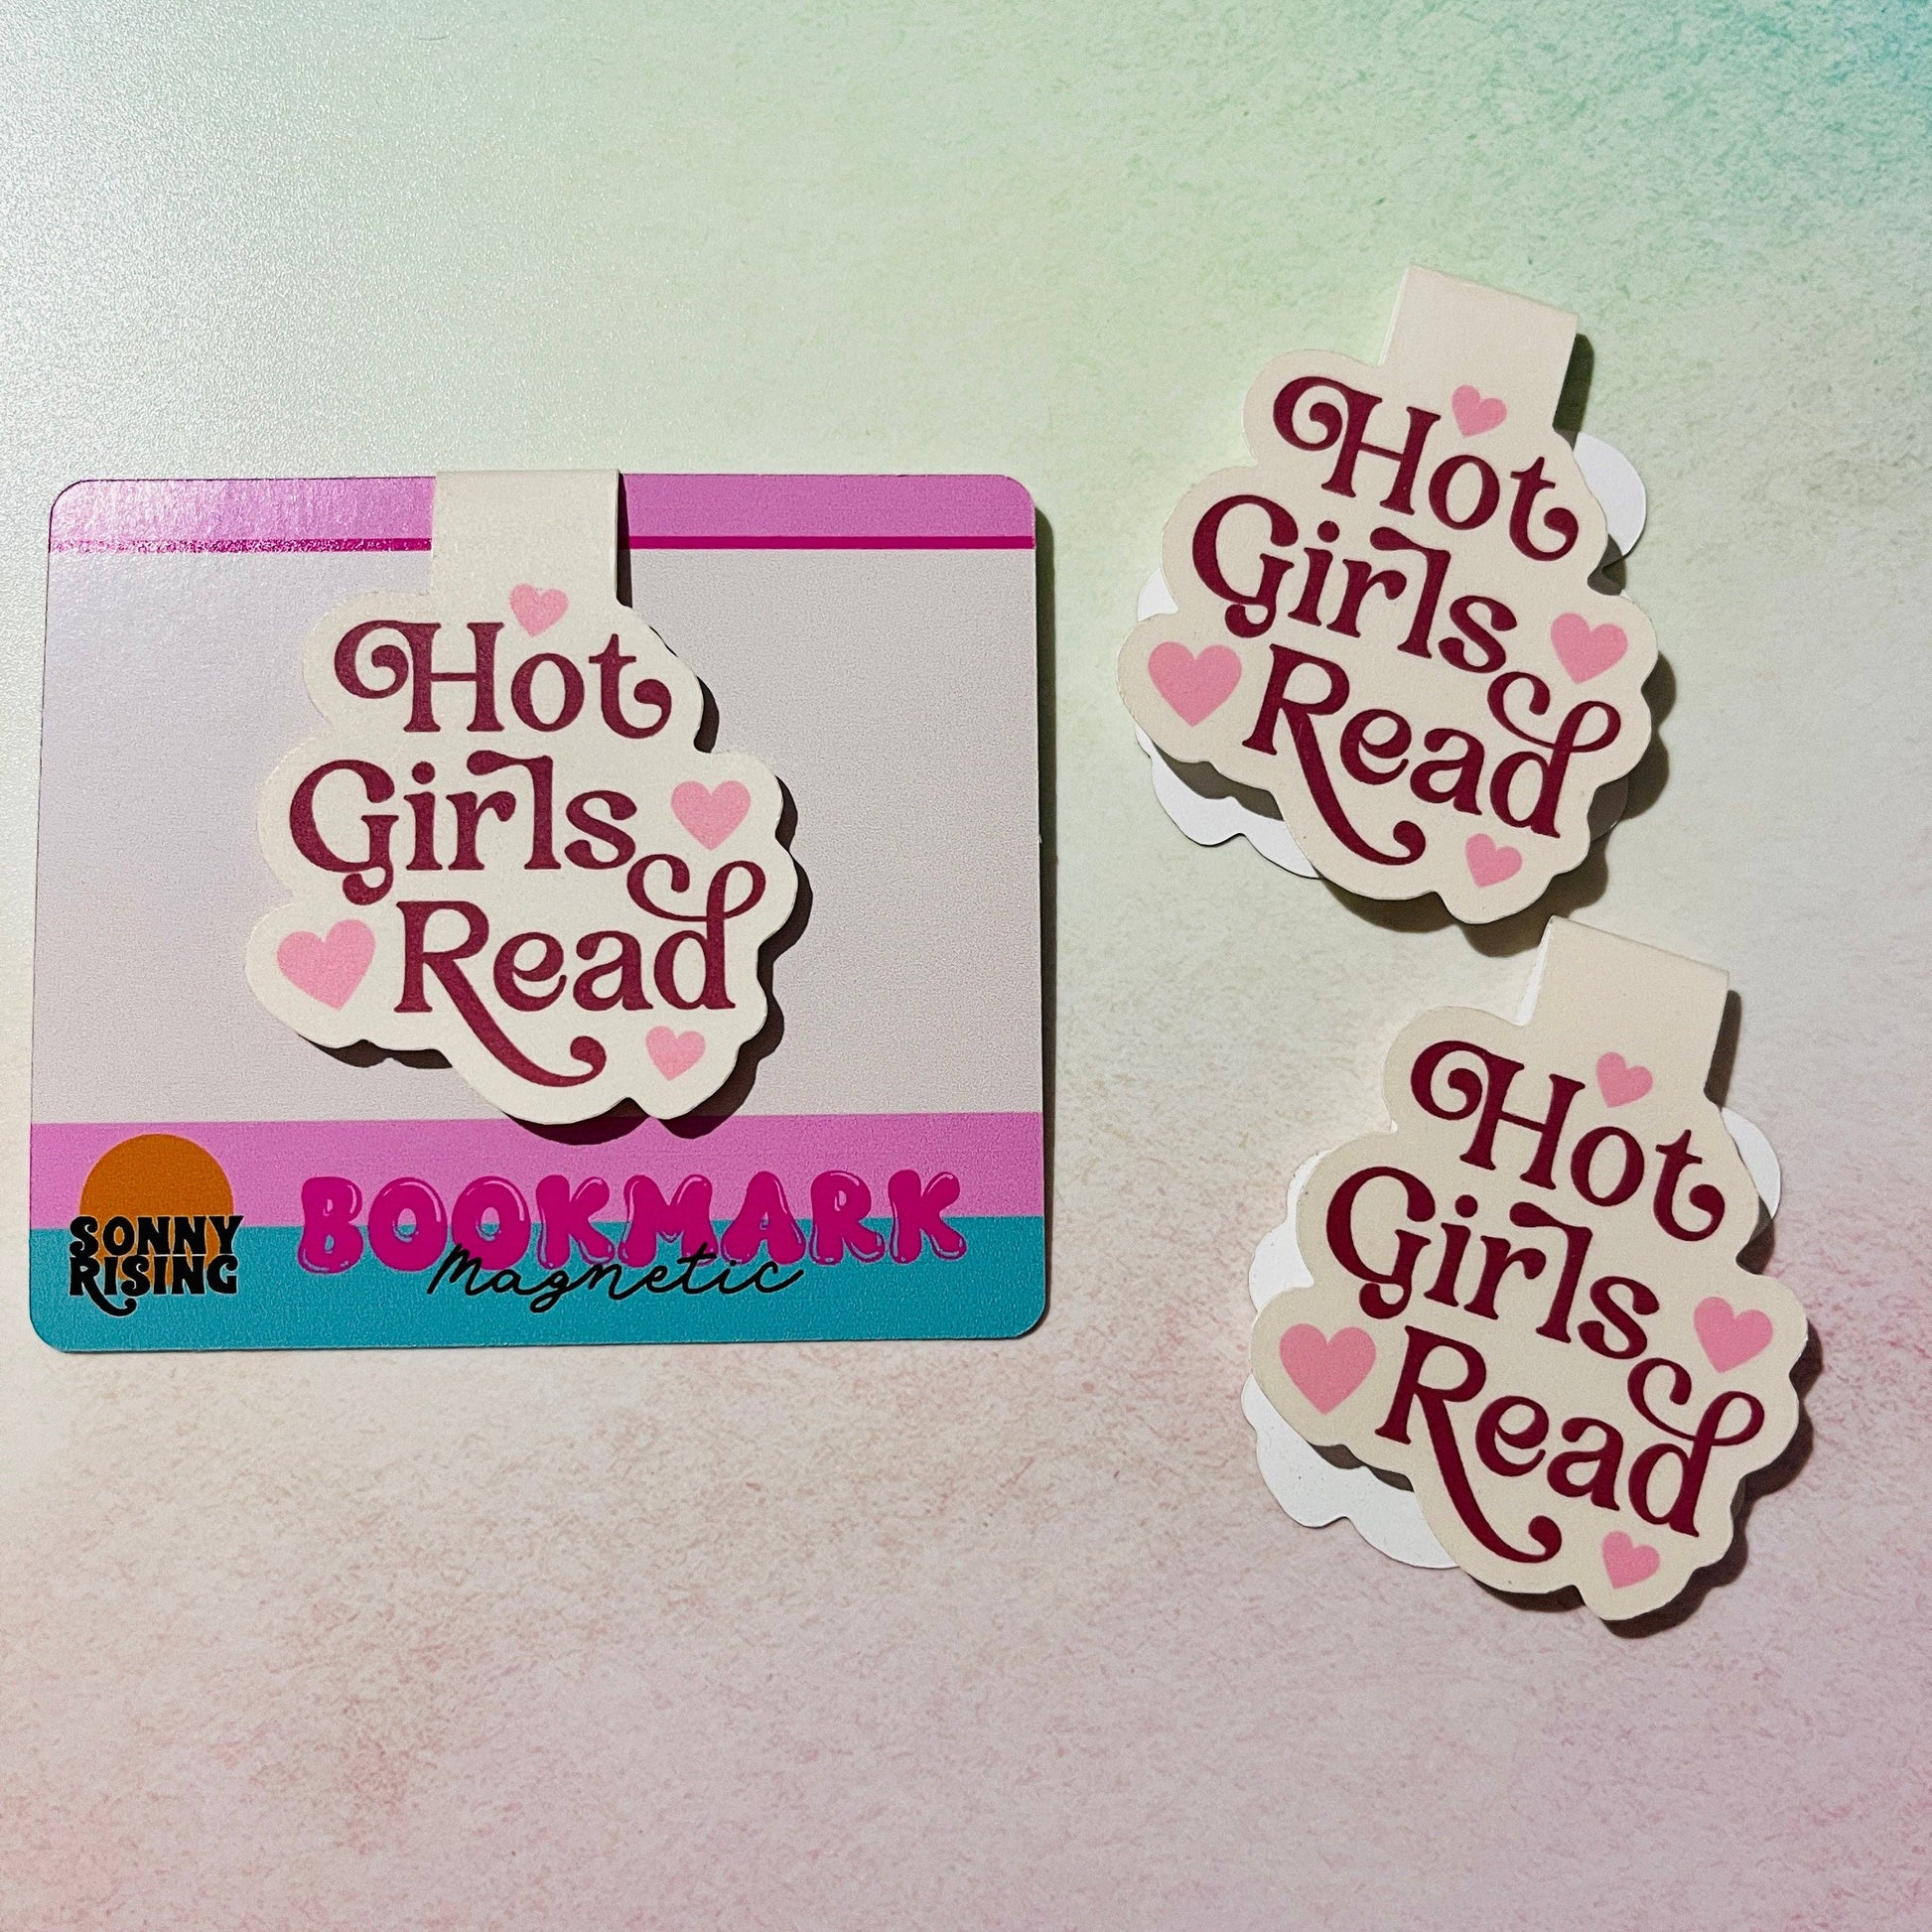 Hot
Girls
Read
SONNY
RISING
BOOKMARK
Magnetic
Hot
Girls
Read
Hot
Girls
Read